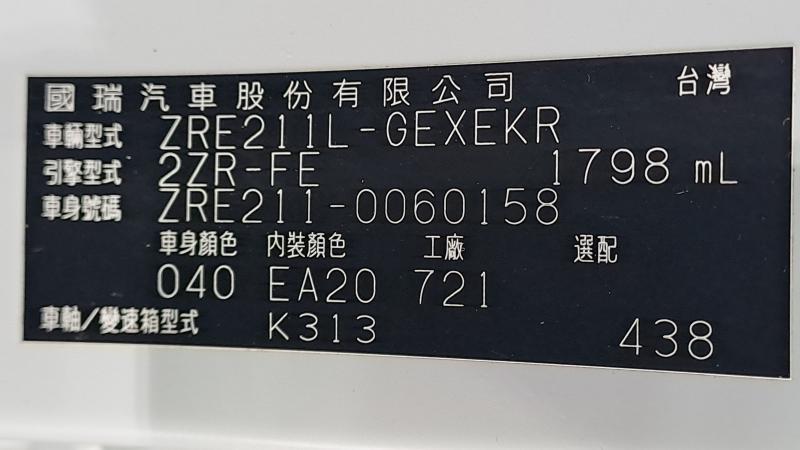 國瑞汽車股份有限公司 台灣
車輛型式 ZRE211L-GEXEKR
引擎型式 2ZR-FE 1798 mL
車身號碼 ZRE211-0060158
車身顏色 內裝顏色 工廠 選配
040 EA20 721
車軸/變速箱型式 K313 438